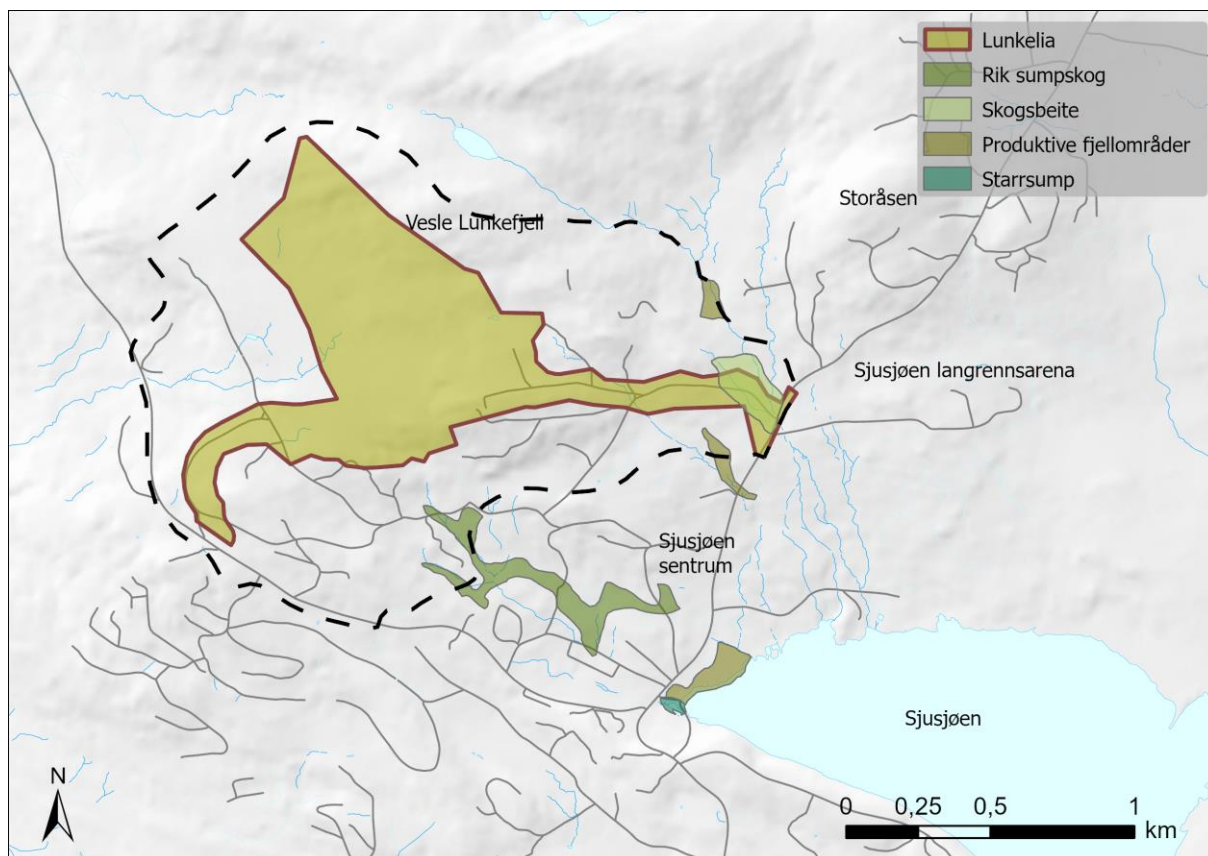 Lunkelia
Rik sumpskog
Skogsbeite
Produktive fjellområder
Starrsump
Storåsen
Vesle Lunkefjell
Sjusjøen langrennsarena
Sjusjøen
sentrum
Sjusjøen
N
0 0,25 0,5 1
km